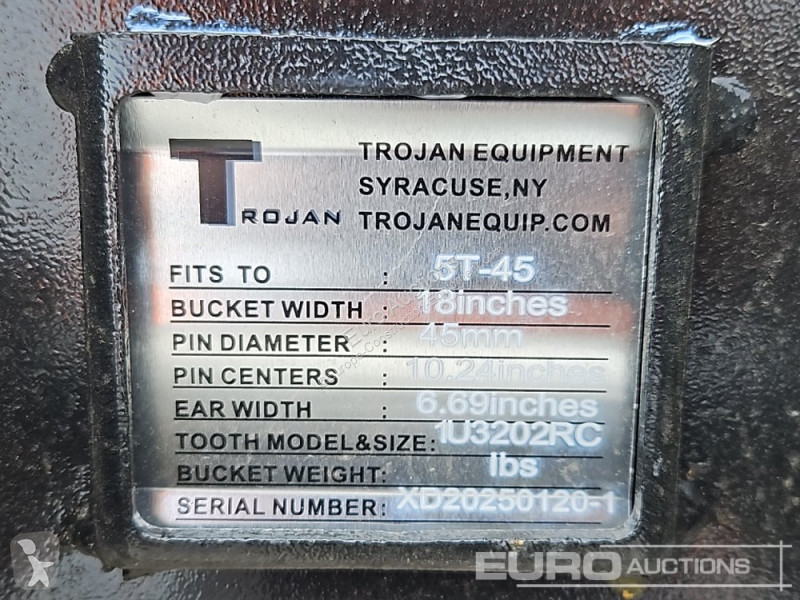 TROJAN
TROJAN EQUIPMENT
SYRACUSE,NY
TROJANEQUIP.COM
FITS TO : 5T-45
BUCKET WIDTH : 18inches
PIN DIAMETER : 45mm
PIN CENTERS : 10.24inches
EAR WIDTH : 6.69inches
TOOTH MODEL&SIZE: 1U3202RC
BUCKET WEIGHT: lbs
SERIAL NUMBER: XD20250120-1
EURO AUCTIONS